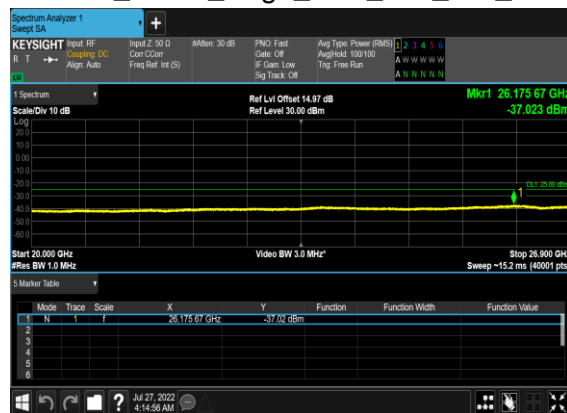 Spectrum Analyzer 1
Swept SA
+
KEYSIGHT
R T
Input: RF
Coupling: DC
Align: Auto
Input Z: 50 Ω
Corr CCorr
Freq Ref: Int (S)
#Atten: 30 dB
PNO: Fast
Gate: Off
IF Gain: Low
Sig Track: Off
Avg Type: Power (RMS)
Avg|Hold: 100/100
Trig: Free Run
1 2 3 4 5 6
A W W W W W
A N N N N N
1 Spectrum
Scale/Div 10 dB
Ref Lvl Offset 14.97 dB
Ref Level 30.00 dBm
Mkr1 26.175 67 GHz
-37.023 dBm
Log
20.0
10.0
0.00
-10.0
-20.0
-30.0
-40.0
-50.0
-60.0
DL1 -25.00 dBm
1
Start 20.000 GHz
#Res BW 1.0 MHz
Video BW 3.0 MHz*
Stop 26.900 GHz
Sweep ~15.2 ms (40001 pts)
5 Marker Table
Mode Trace Scale X Y Function Function Width Function Value
1 N 1 f 26.175 67 GHz -37.02 dBm
2
3
4
5
6
Jul 27, 2022
4:14:56 AM